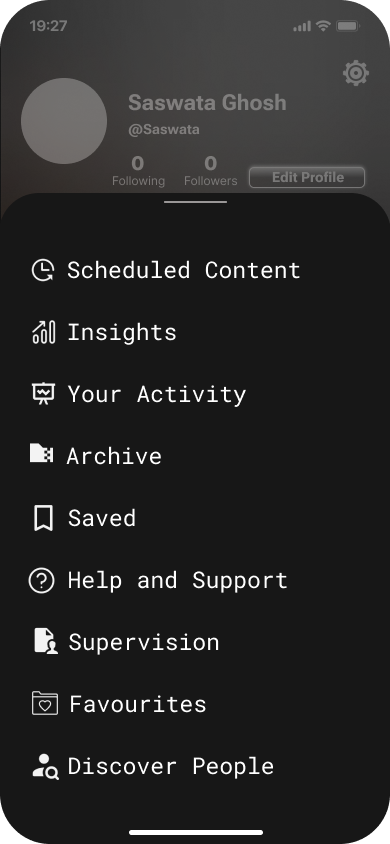 19:27
Saswata Ghosh
@Saswata
0 0
Following Followers Edit Profile
Scheduled Content
Insights
Your Activity
Archive
Saved
Help and Support
Supervision
Favourites
Discover People